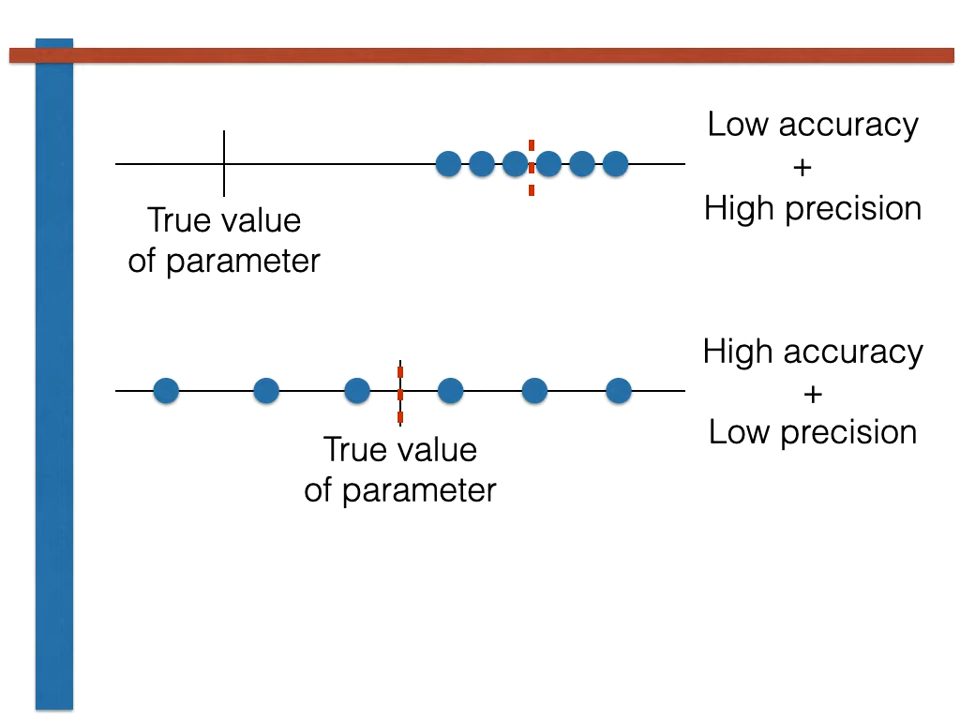 Low accuracy
+
High precision
True value
of parameter
High accuracy
+
Low precision
True value
of parameter